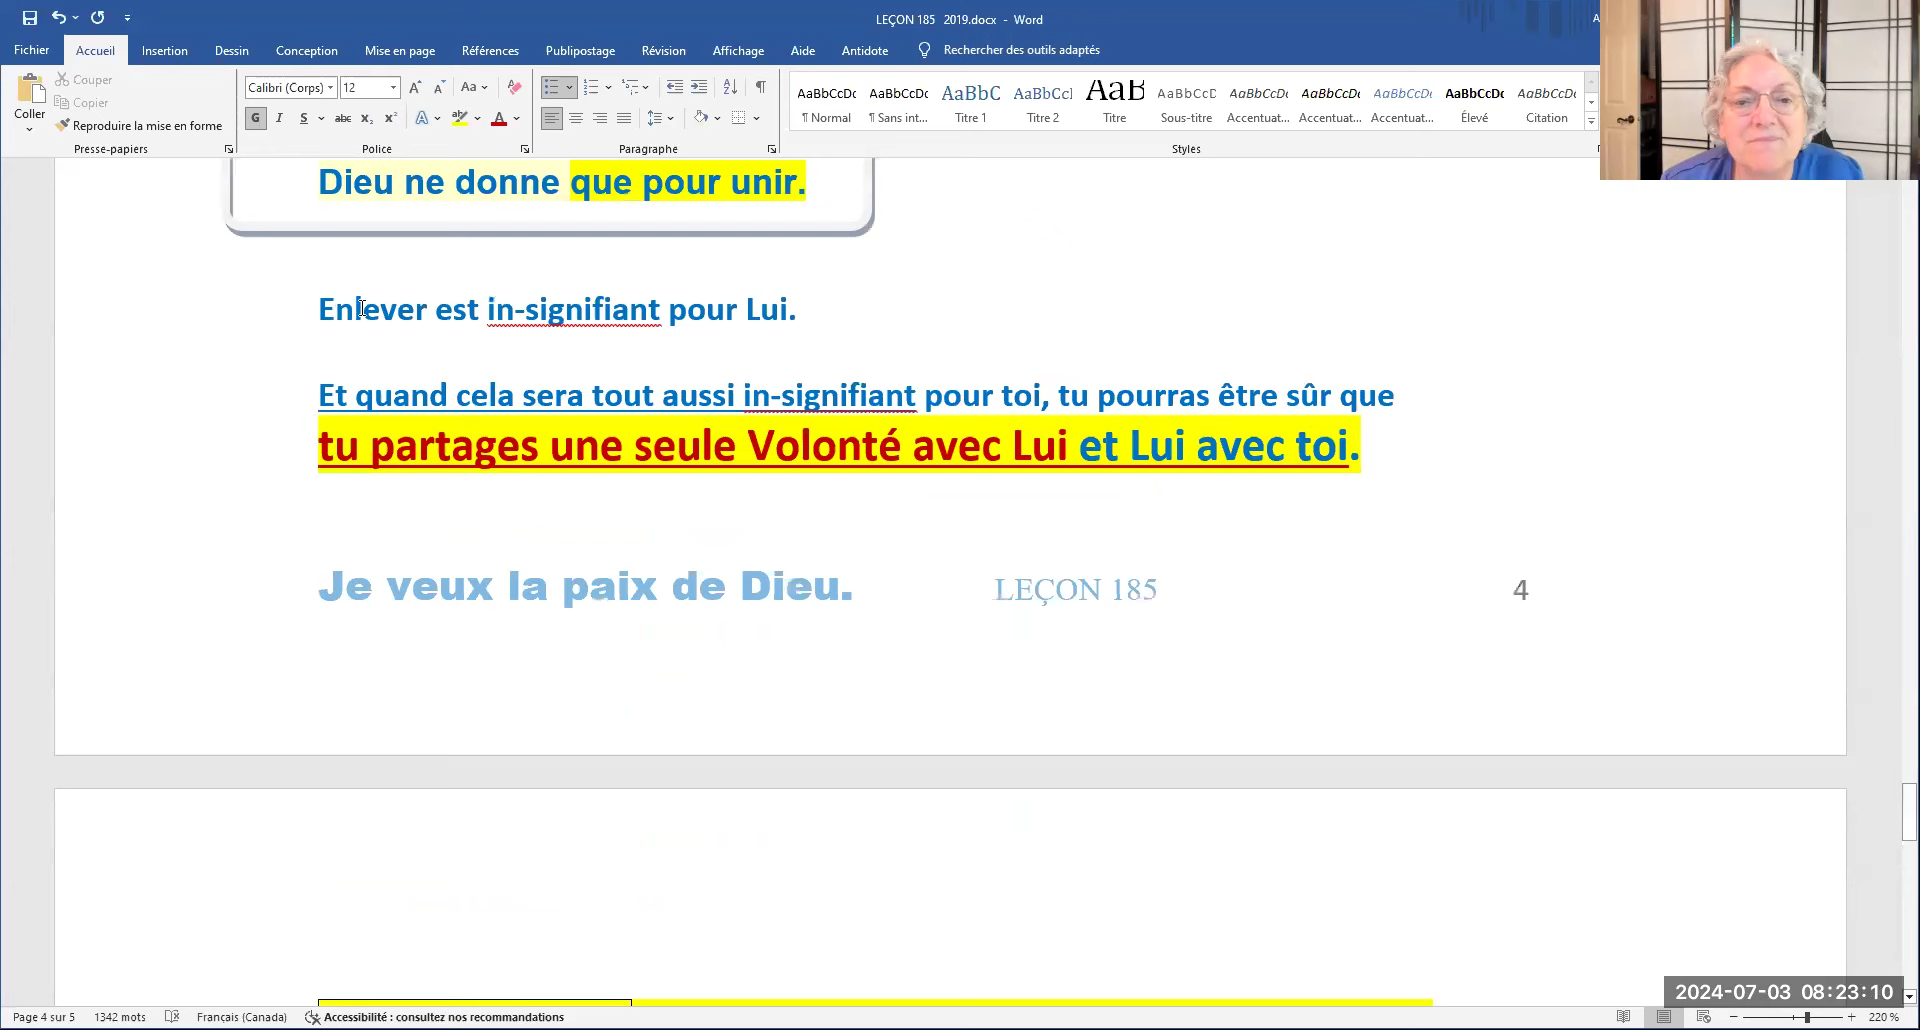 LEÇON 185 2019.docx - Word
Fichier Accueil Insertion Dessin Conception Mise en page Références Publipostage Révision Affichage Aide Antidote Rechercher des outils adaptés
Coller
Couper
Copier
Reproduire la mise en forme
Presse-papiers
Calibri (Corps) 12
Aa
G I S abc x₂ x² A A
Police
Paragraphe
AaBbCcDc AaBbCcDc AaBbC AaBbCcI AaB AaBbCcD AaBbCcDc AaBbCcDc AaBbCcDc AaBbCcDc AaBbCcDc
¶ Normal ¶ Sans int... Titre 1 Titre 2 Titre Sous-titre Accentuat... Accentuat... Accentuat... Élevé Citation
Styles
Dieu ne donne que pour unir.
Enlever est in-signifiant pour Lui.
Et quand cela sera tout aussi in-signifiant pour toi, tu pourras être sûr que
tu partages une seule Volonté avec Lui et Lui avec toi.
Je veux la paix de Dieu. LEÇON 185 4
2024-07-03 08:23:10
Page 4 sur 5 1342 mots Français (Canada) Accessibilité : consultez nos recommandations 220 %